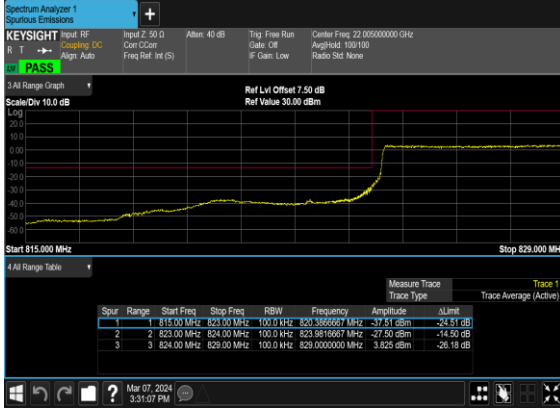 Spectrum Analyzer 1
Spurious Emissions
+
KEYSIGHT
R T
LXI PASS
Input: RF
Coupling: DC
Align: Auto
Input Z: 50 Ω
Corr CCorr
Freq Ref: Int (S)
Atten: 40 dB
Trig: Free Run
Gate: Off
IF Gain: Low
Center Freq: 22.005000000 GHz
Avg|Hold: 100/100
Radio Std: None
3.All Range Graph
Scale/Div 10.0 dB
Ref Lvl Offset 7.50 dB
Ref Value 30.00 dBm
Log
20.0
10.0
0.00
-10.0
-20.0
-30.0
-40.0
-50.0
-60.0
Start 815.000 MHz
Stop 829.000 MH
4.All Range Table
Measure Trace Trace 1
Trace Type Trace Average (Active)
Spur Range Start Freq Stop Freq RBW Frequency Amplitude ΔLimit
1 1 815.00 MHz 823.00 MHz 100.0 kHz 820.3866667 MHz -37.51 dBm -24.51 dB
2 2 823.00 MHz 824.00 MHz 100.0 kHz 823.9816667 MHz -27.50 dBm -14.50 dB
3 3 824.00 MHz 829.00 MHz 100.0 kHz 829.0000000 MHz 3.825 dBm -26.18 dB
?
Mar 07, 2024
3:31:07 PM